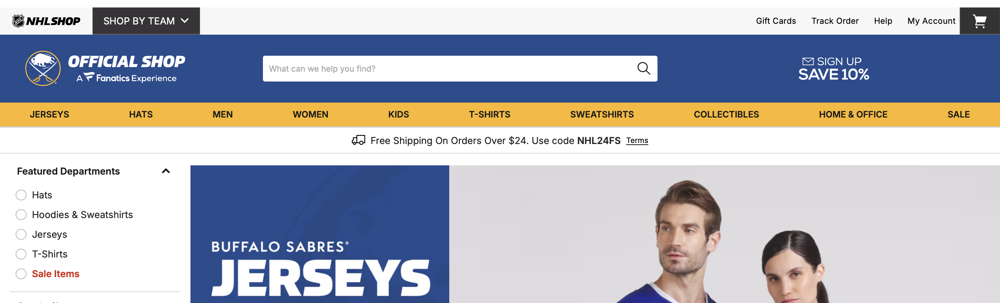 NHL NHLSHOP
SHOP BY TEAM
Gift Cards
Track Order
Help
My Account
OFFICIAL SHOP
A Fanatics Experience
What can we help you find?
SIGN UP
SAVE 10%
JERSEYS
HATS
MEN
WOMEN
KIDS
T-SHIRTS
SWEATSHIRTS
COLLECTIBLES
HOME & OFFICE
SALE
Free Shipping On Orders Over $24. Use code NHL24FS Terms
Featured Departments
Hats
Hoodies & Sweatshirts
Jerseys
T-Shirts
Sale Items
BUFFALO SABRES®
JERSEYS